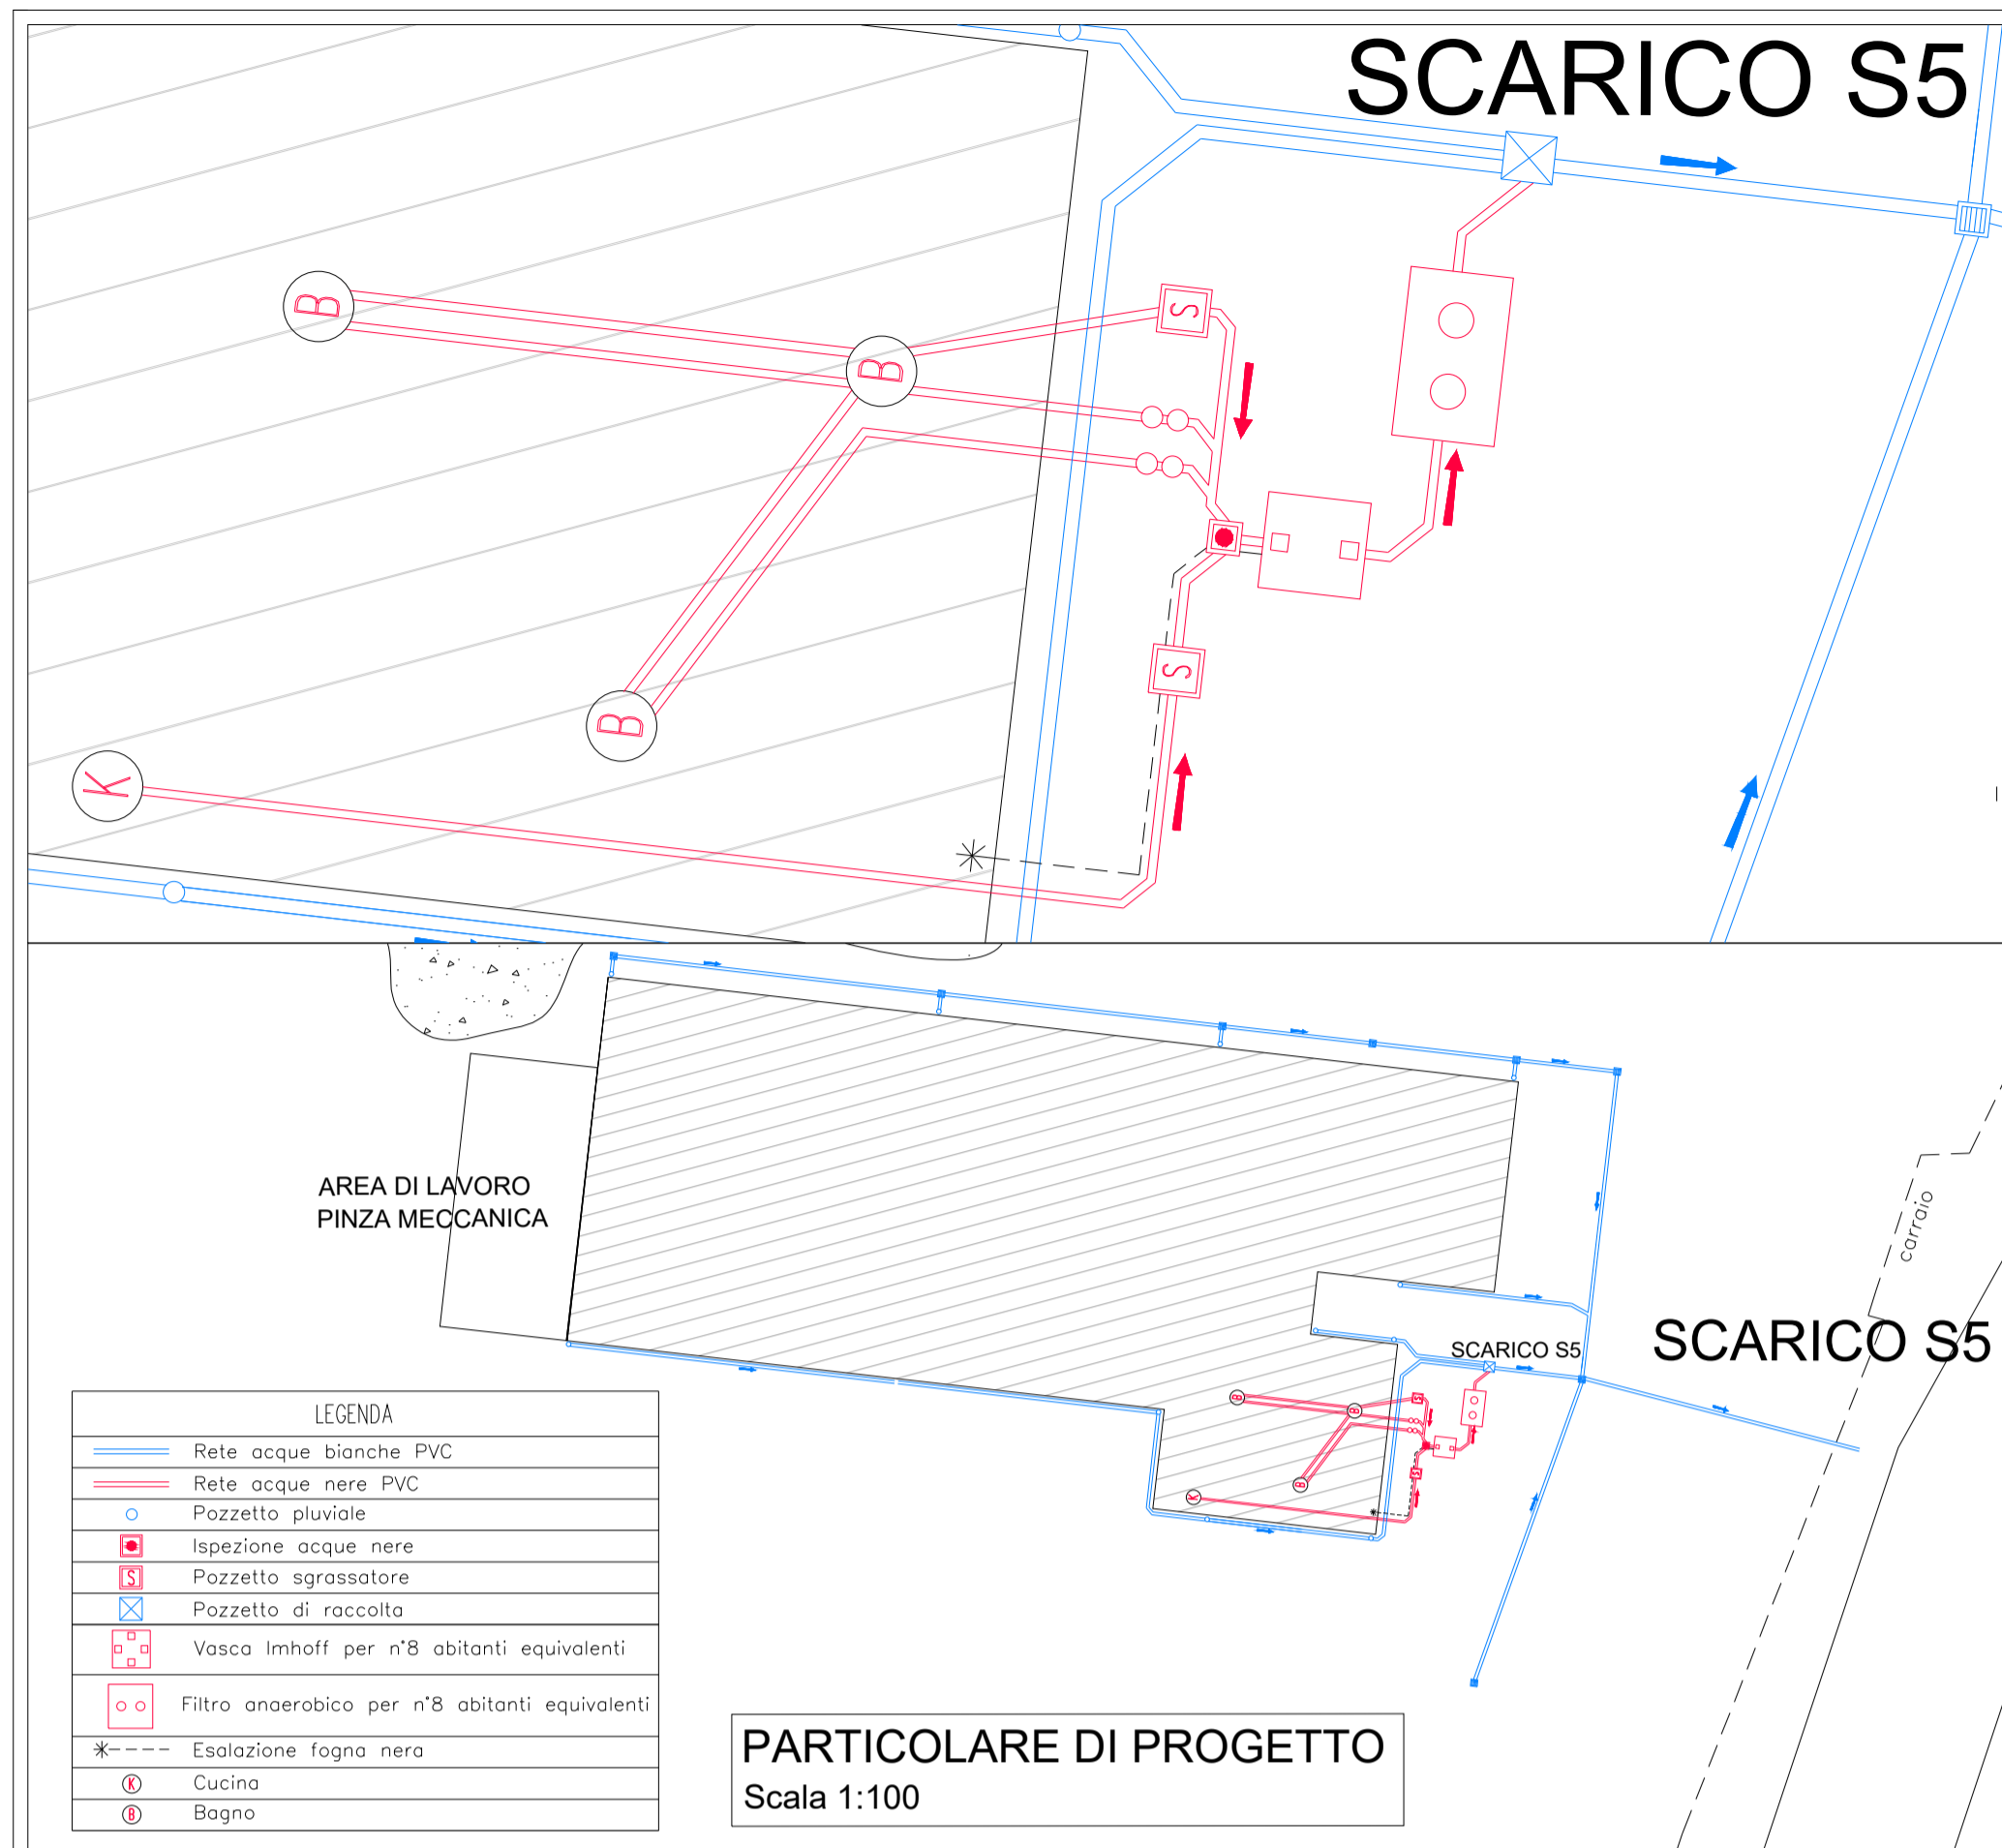 SCARICO S5
B
S
B
S
B
K
AREA DI LAVORO
PINZA MECCANICA
carraio
SCARICO S5
SCARICO S5
B
B
S
S
B
K
LEGENDA
Rete acque bianche PVC
Rete acque nere PVC
Pozzetto pluviale
Ispezione acque nere
S Pozzetto sgrassatore
Pozzetto di raccolta
Vasca Imhoff per n°8 abitanti equivalenti
Filtro anaerobico per n°8 abitanti equivalenti
Esalazione fogna nera
K Cucina
B Bagno
PARTICOLARE DI PROGETTO
Scala 1:100